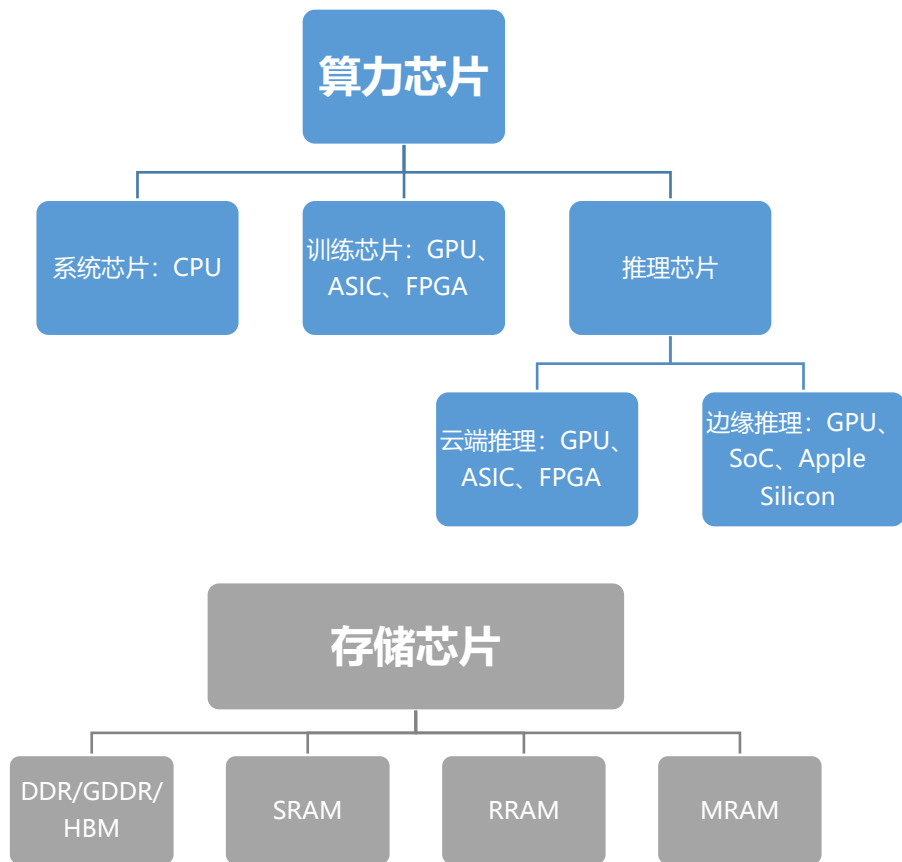 算力芯片
系统芯片：CPU
训练芯片：GPU、
ASIC、FPGA
推理芯片
云端推理：GPU、
ASIC、FPGA
边缘推理：GPU、
SoC、Apple
Silicon
存储芯片
DDR/GDDR/
HBM
SRAM
RRAM
MRAM